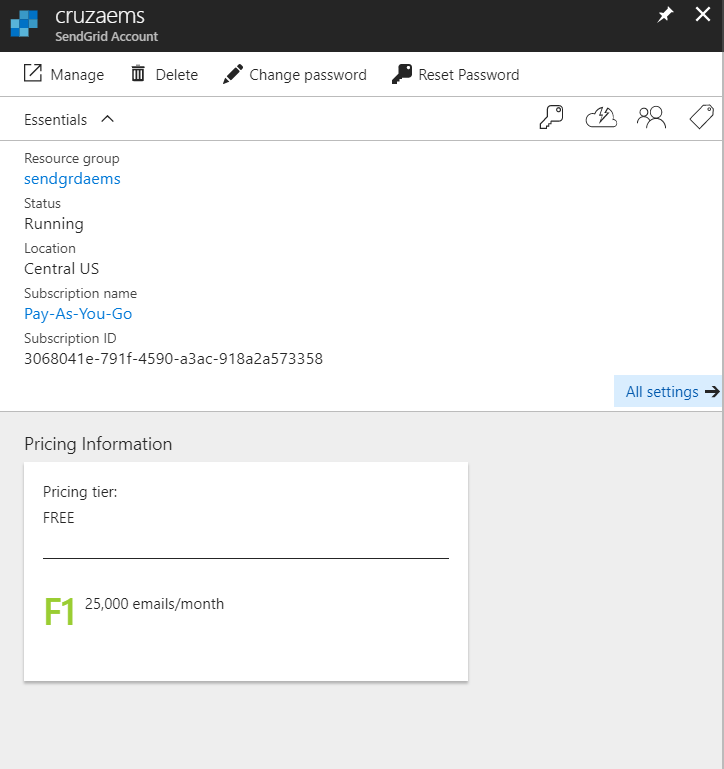 cruzaems
SendGrid Account
Manage Delete Change password Reset Password
Essentials
Resource group
sendgrdaems
Status
Running
Location
Central US
Subscription name
Pay-As-You-Go
Subscription ID
3068041e-791f-4590-a3ac-918a2a573358
All settings
Pricing Information
Pricing tier:
FREE
F1 25,000 emails/month